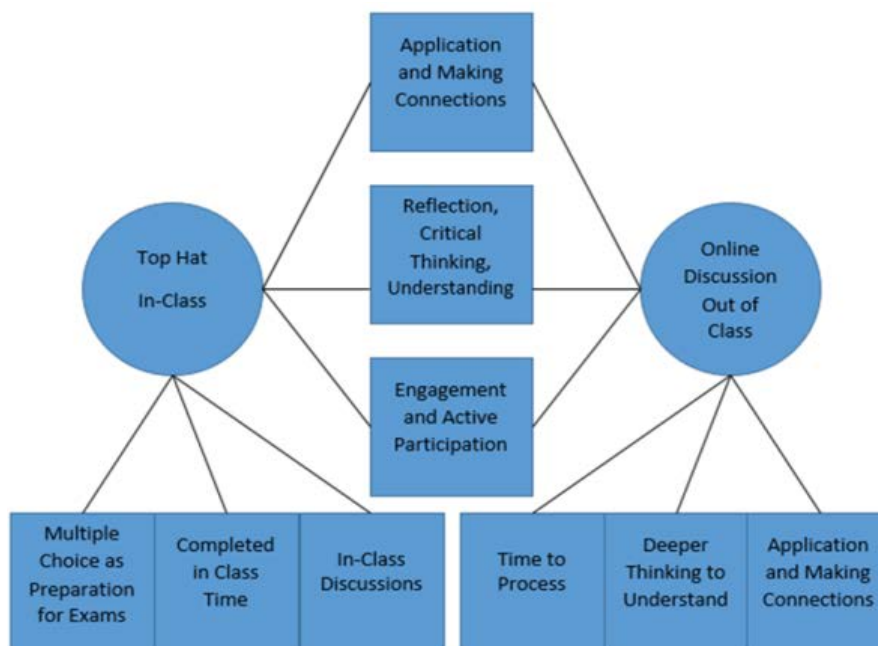 Application
and Making
Connections
Reflection,
Critical
Thinking,
Understanding
Engagement
and Active
Participation
Top Hat
In-Class
Online
Discussion
Out of
Class
Multiple
Choice as
Preparation
for Exams
Completed
in Class
Time
In-Class
Discussions
Time to
Process
Deeper
Thinking to
Understand
Application
and Making
Connections